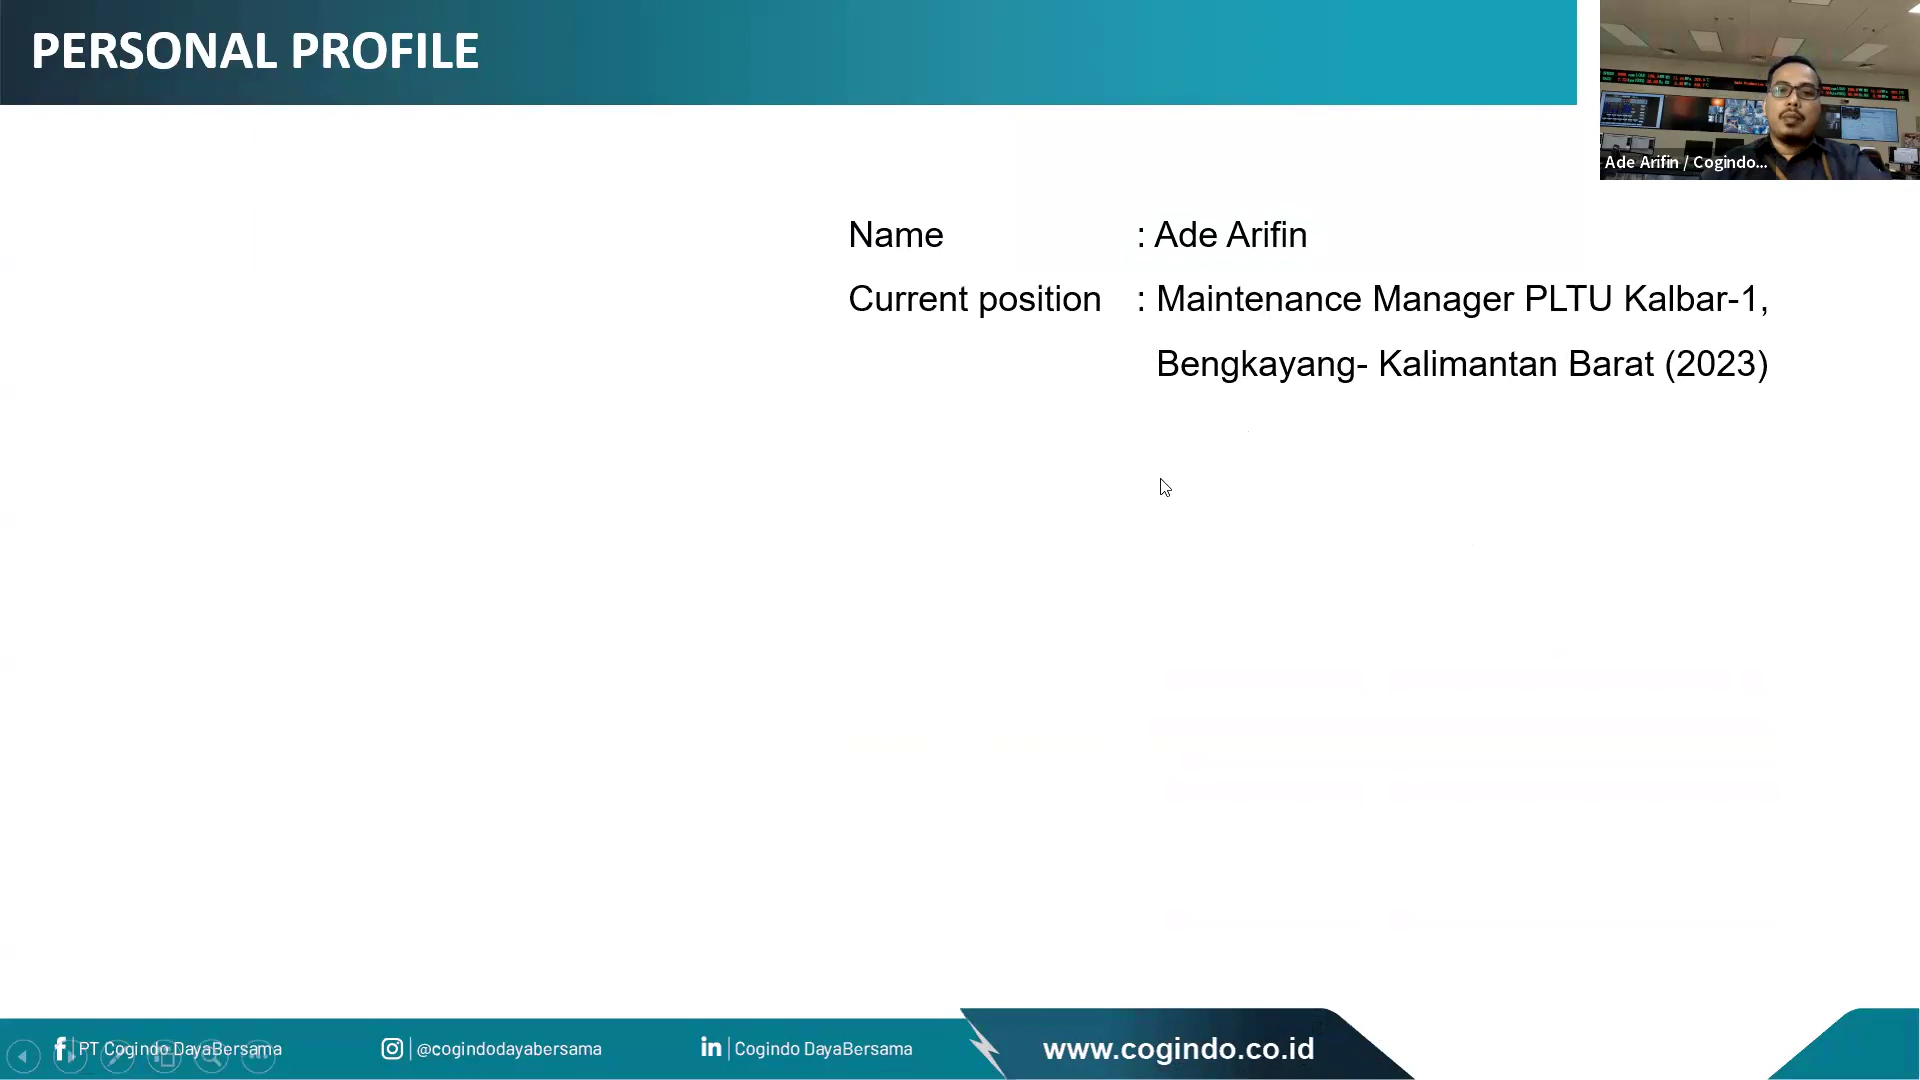 PERSONAL PROFILE
Ade Arifin / Cogindo...
Name : Ade Arifin
Current position : Maintenance Manager PLTU Kalbar-1,
Bengkayang- Kalimantan Barat (2023)
f | PT Cogindo DayaBersama
| @cogindodayabersama
in | Cogindo DayaBersama
www.cogindo.co.id